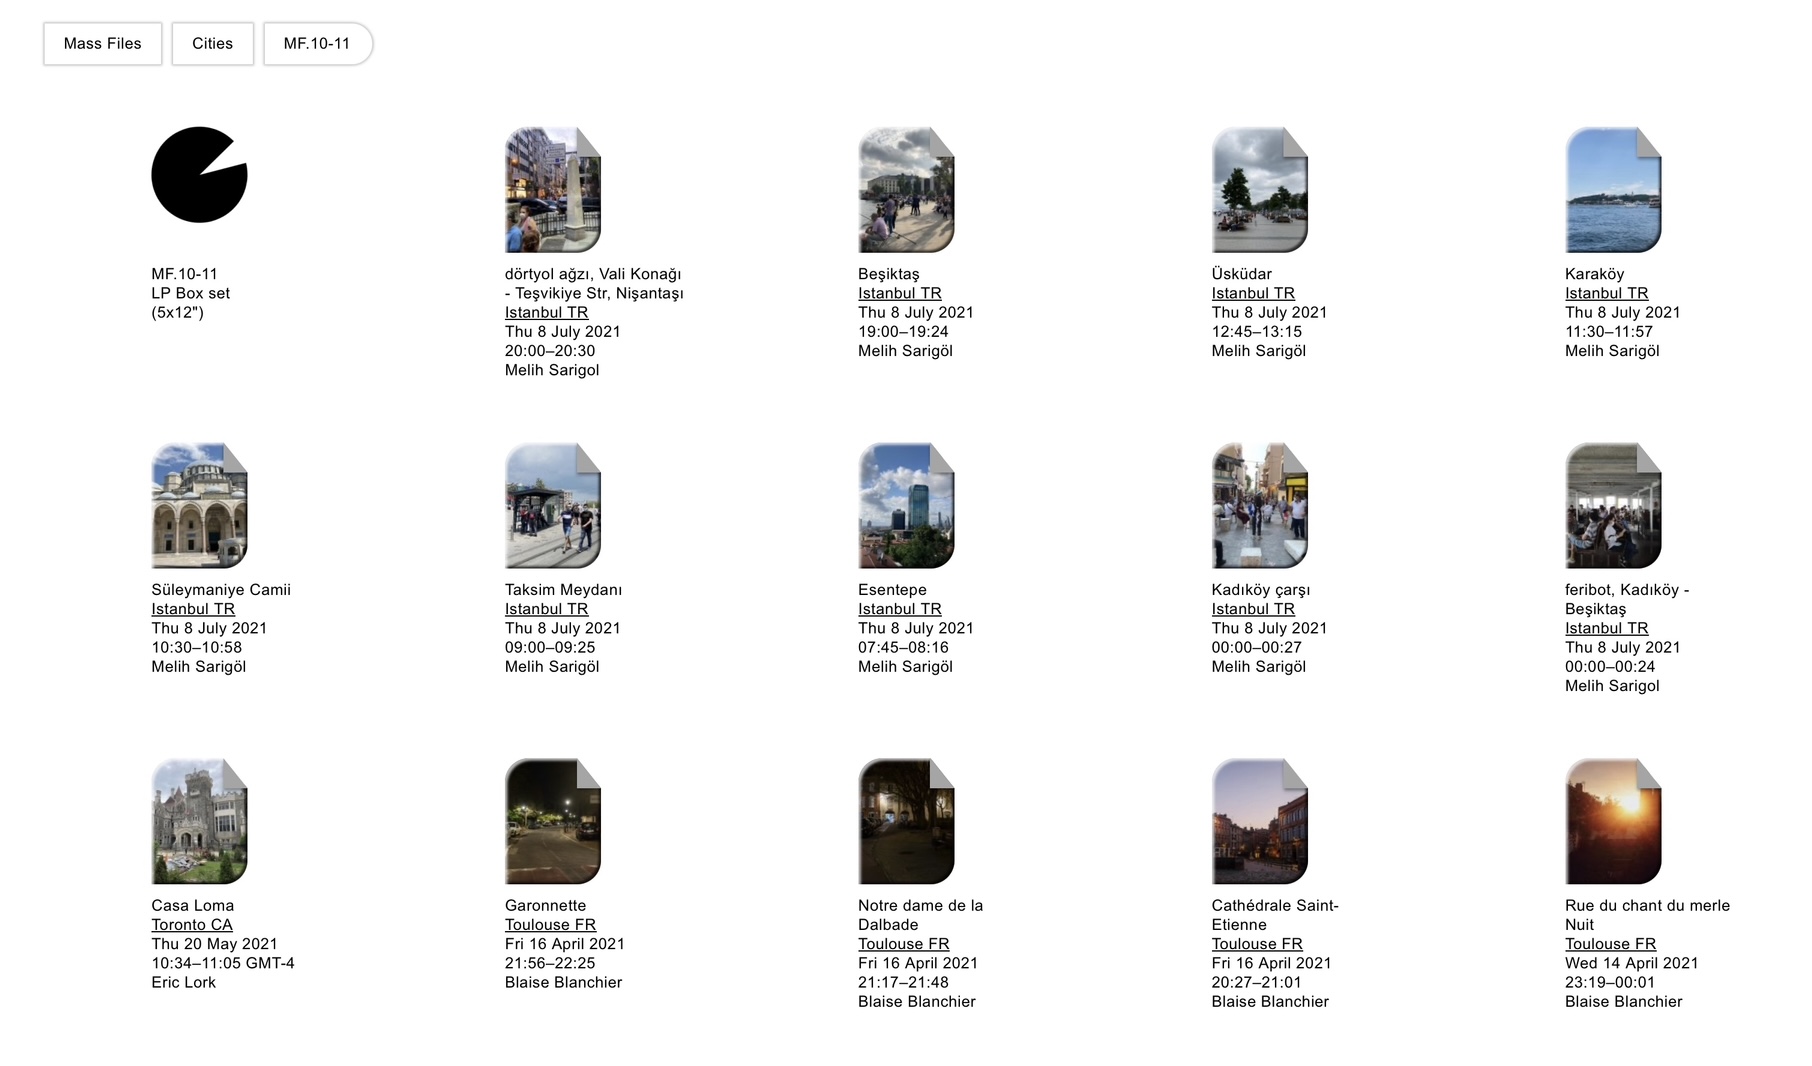 Mass Files
Cities
MF.10-11
MF.10-11
LP Box set
(5x12")
dörtyol ağzı, Vali Konağı
- Teşvikiye Str, Nişantaşı
Istanbul TR
Thu 8 July 2021
20:00–20:30
Melih Sarigol
Beşiktaş
Istanbul TR
Thu 8 July 2021
19:00–19:24
Melih Sarigöl
Üsküdar
Istanbul TR
Thu 8 July 2021
12:45–13:15
Melih Sarigöl
Karaköy
Istanbul TR
Thu 8 July 2021
11:30–11:57
Melih Sarigöl
Süleymaniye Camii
Istanbul TR
Thu 8 July 2021
10:30–10:58
Melih Sarigöl
Taksim Meydanı
Istanbul TR
Thu 8 July 2021
09:00–09:25
Melih Sarigöl
Esentepe
Istanbul TR
Thu 8 July 2021
07:45–08:16
Melih Sarigöl
Kadıköy çarşı
Istanbul TR
Thu 8 July 2021
00:00–00:27
Melih Sarigöl
feribot, Kadıköy -
Beşiktaş
Istanbul TR
Thu 8 July 2021
00:00–00:24
Melih Sarigol
Casa Loma
Toronto CA
Thu 20 May 2021
10:34–11:05 GMT-4
Eric Lork
Garonnette
Toulouse FR
Fri 16 April 2021
21:56–22:25
Blaise Blanchier
Notre dame de la
Dalbade
Toulouse FR
Fri 16 April 2021
21:17–21:48
Blaise Blanchier
Cathédrale Saint-
Etienne
Toulouse FR
Fri 16 April 2021
20:27–21:01
Blaise Blanchier
Rue du chant du merle
Nuit
Toulouse FR
Wed 14 April 2021
23:19–00:01
Blaise Blanchier